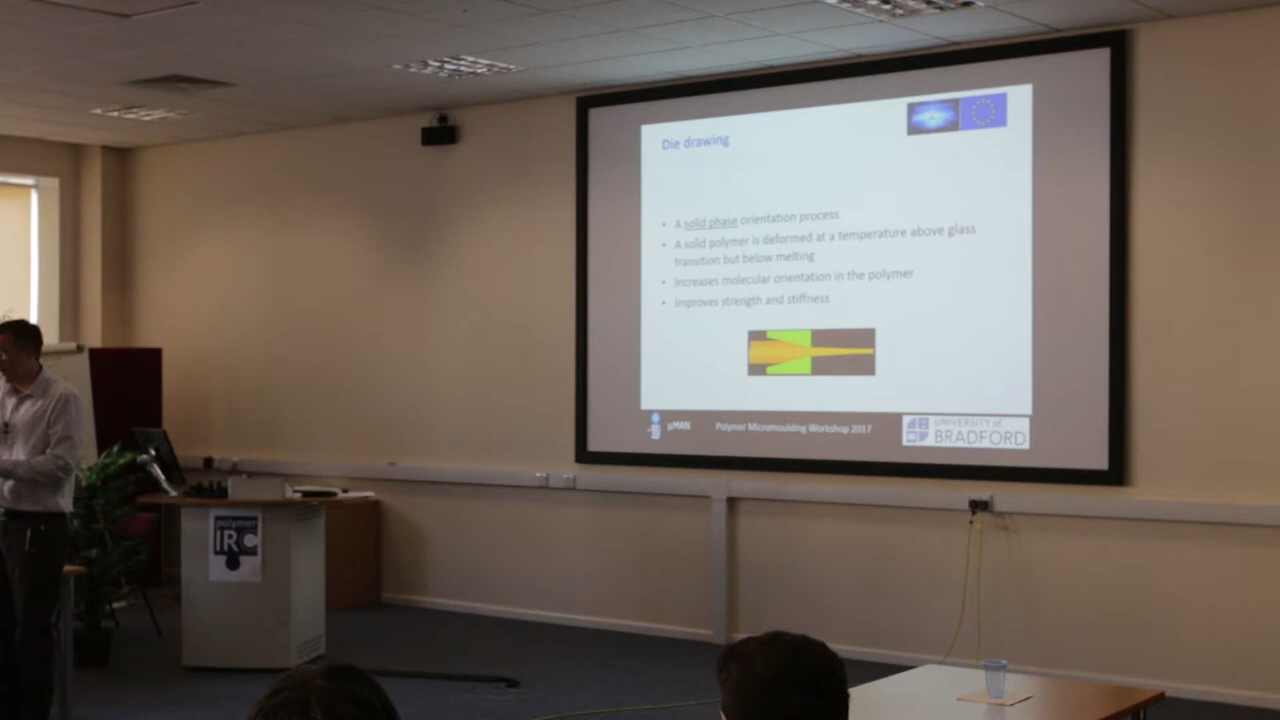 Die drawing
• A solid phase orientation process
• A solid polymer is deformed at a temperature above glass
transition but below melting
• Increases molecular orientation in the polymer
• Improves strength and stiffness
μMAN
Polymer Micromoulding Workshop 2017
UNIVERSITY of
BRADFORD
polymer
IRC